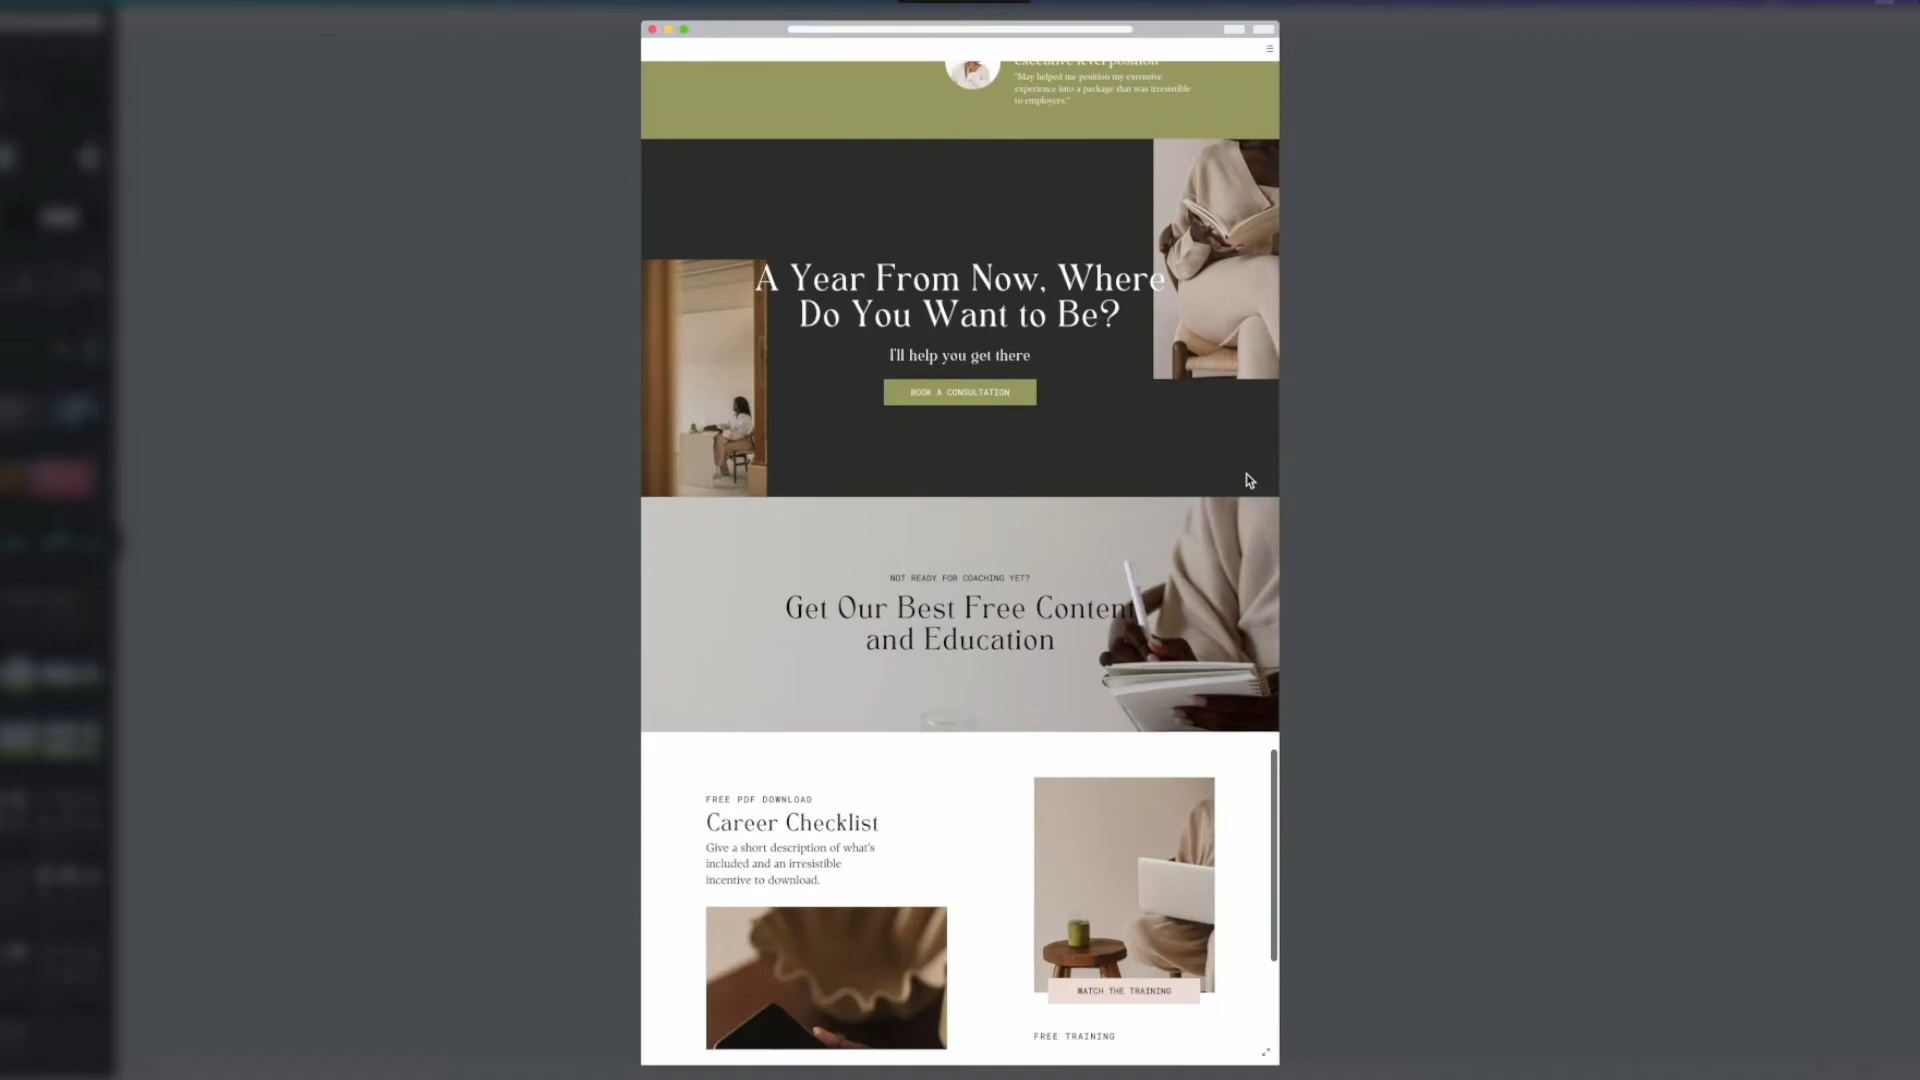 executive level position
"May helped me position my extensive
experience into a package that was irresistible
to employers."
A Year From Now, Where
Do You Want to Be?
I'll help you get there
BOOK A CONSULTATION
NOT READY FOR COACHING YET?
Get Our Best Free Content
and Education
FREE PDF DOWNLOAD
Career Checklist
Give a short description of what's
included and an irresistible
incentive to download.
WATCH THE TRAINING
FREE TRAINING